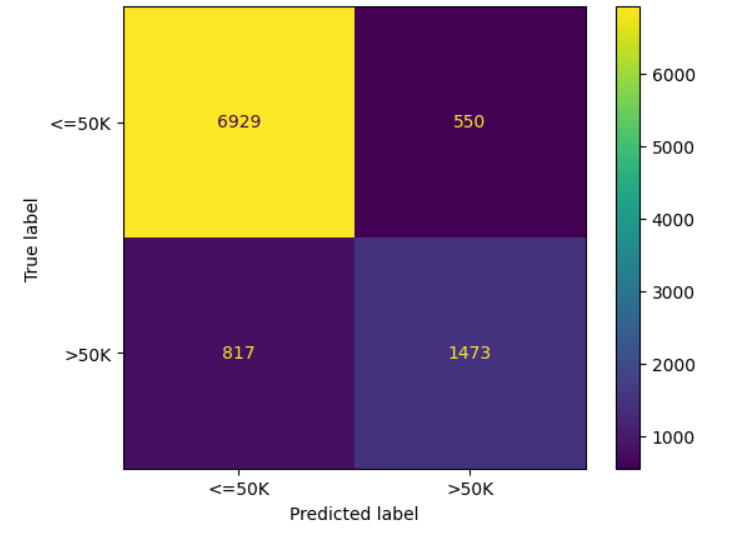 <=50K
6929
550
>50K
817
1473
<=50K
>50K
Predicted label
True label
6000
5000
4000
3000
2000
1000